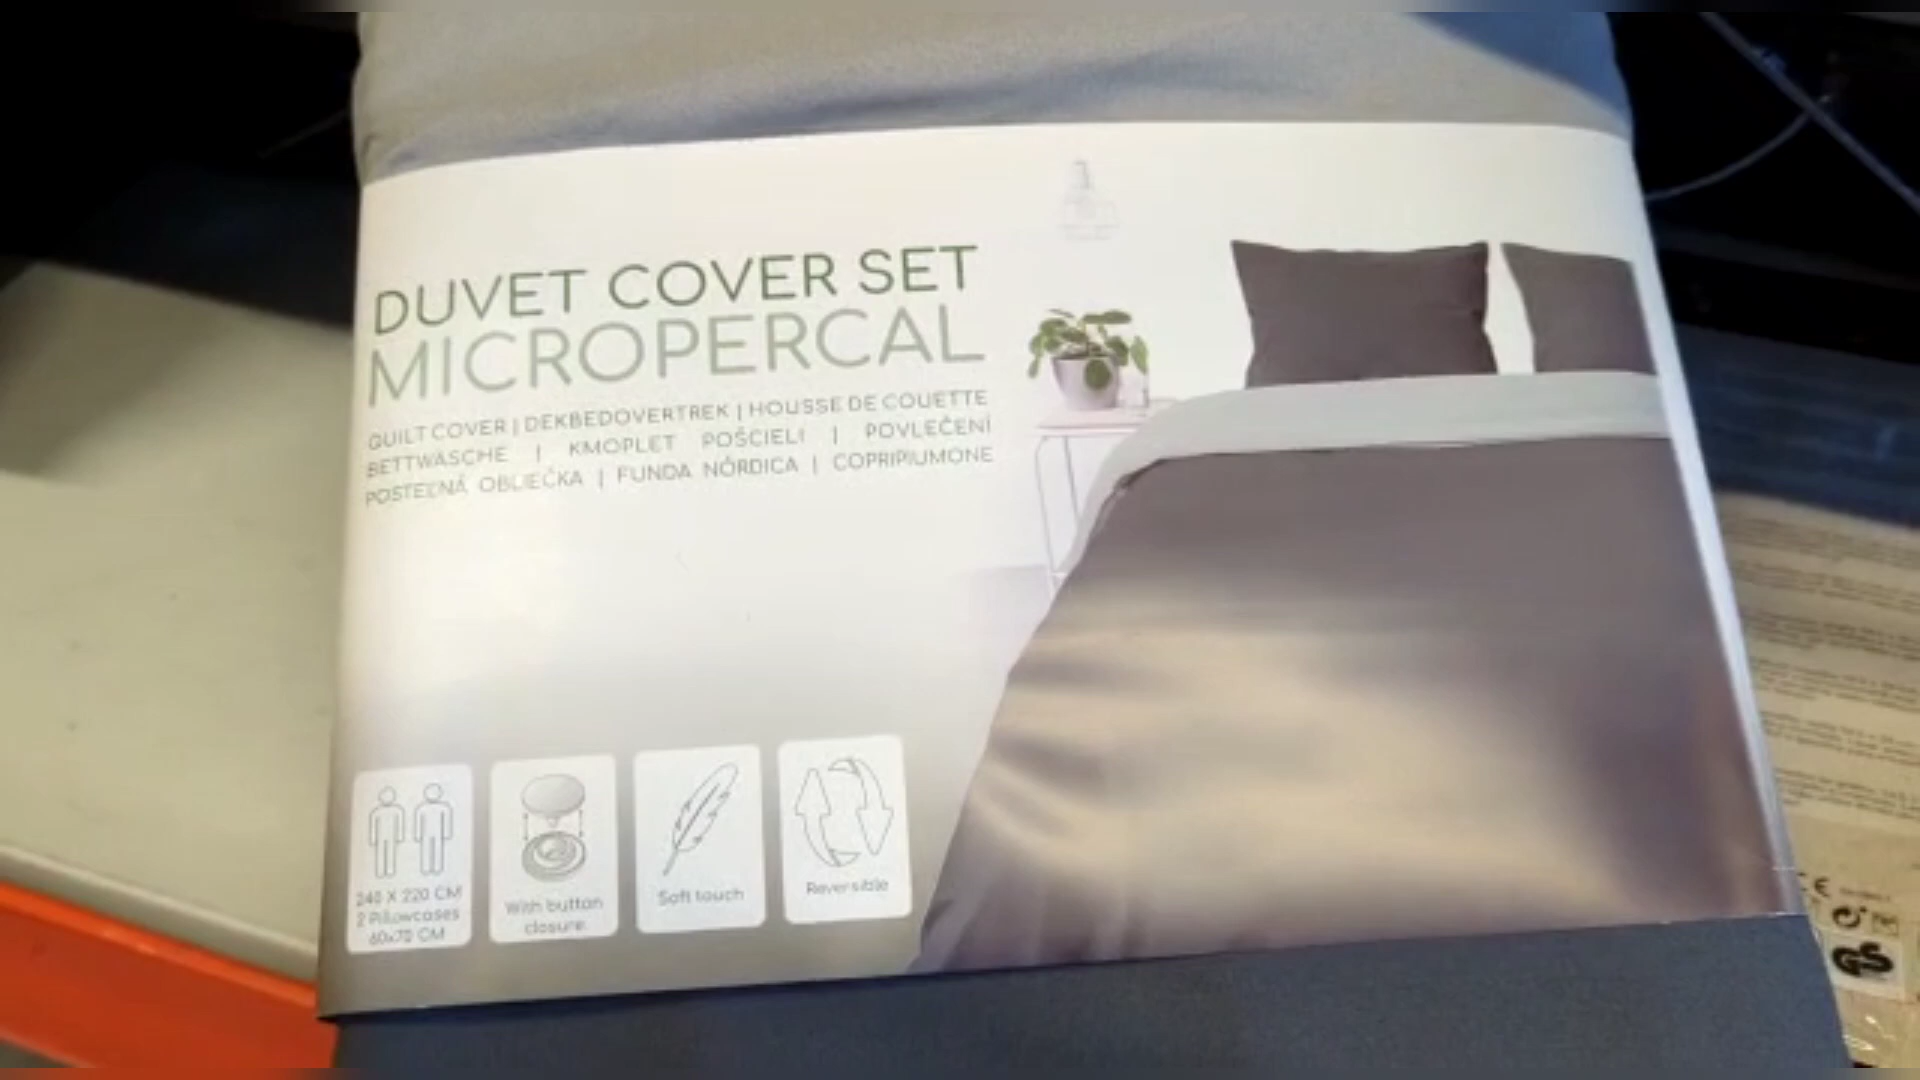 DUVET COVER SET
MICROPERCAL
QUILT COVER | DEKBEDOVERTREK | HOUSSE DE COUETTE
BETTWÄSCHE | KMOPLET POŚCIELI | POVLEČENÍ
POSTEĽNÁ OBLIEČKA | FUNDA NÓRDICA | COPRIPIUMONE
240 X 220 CM
2 Pillowcases
60x70 CM
With button
closure
Soft touch
Reversible
CE
GS